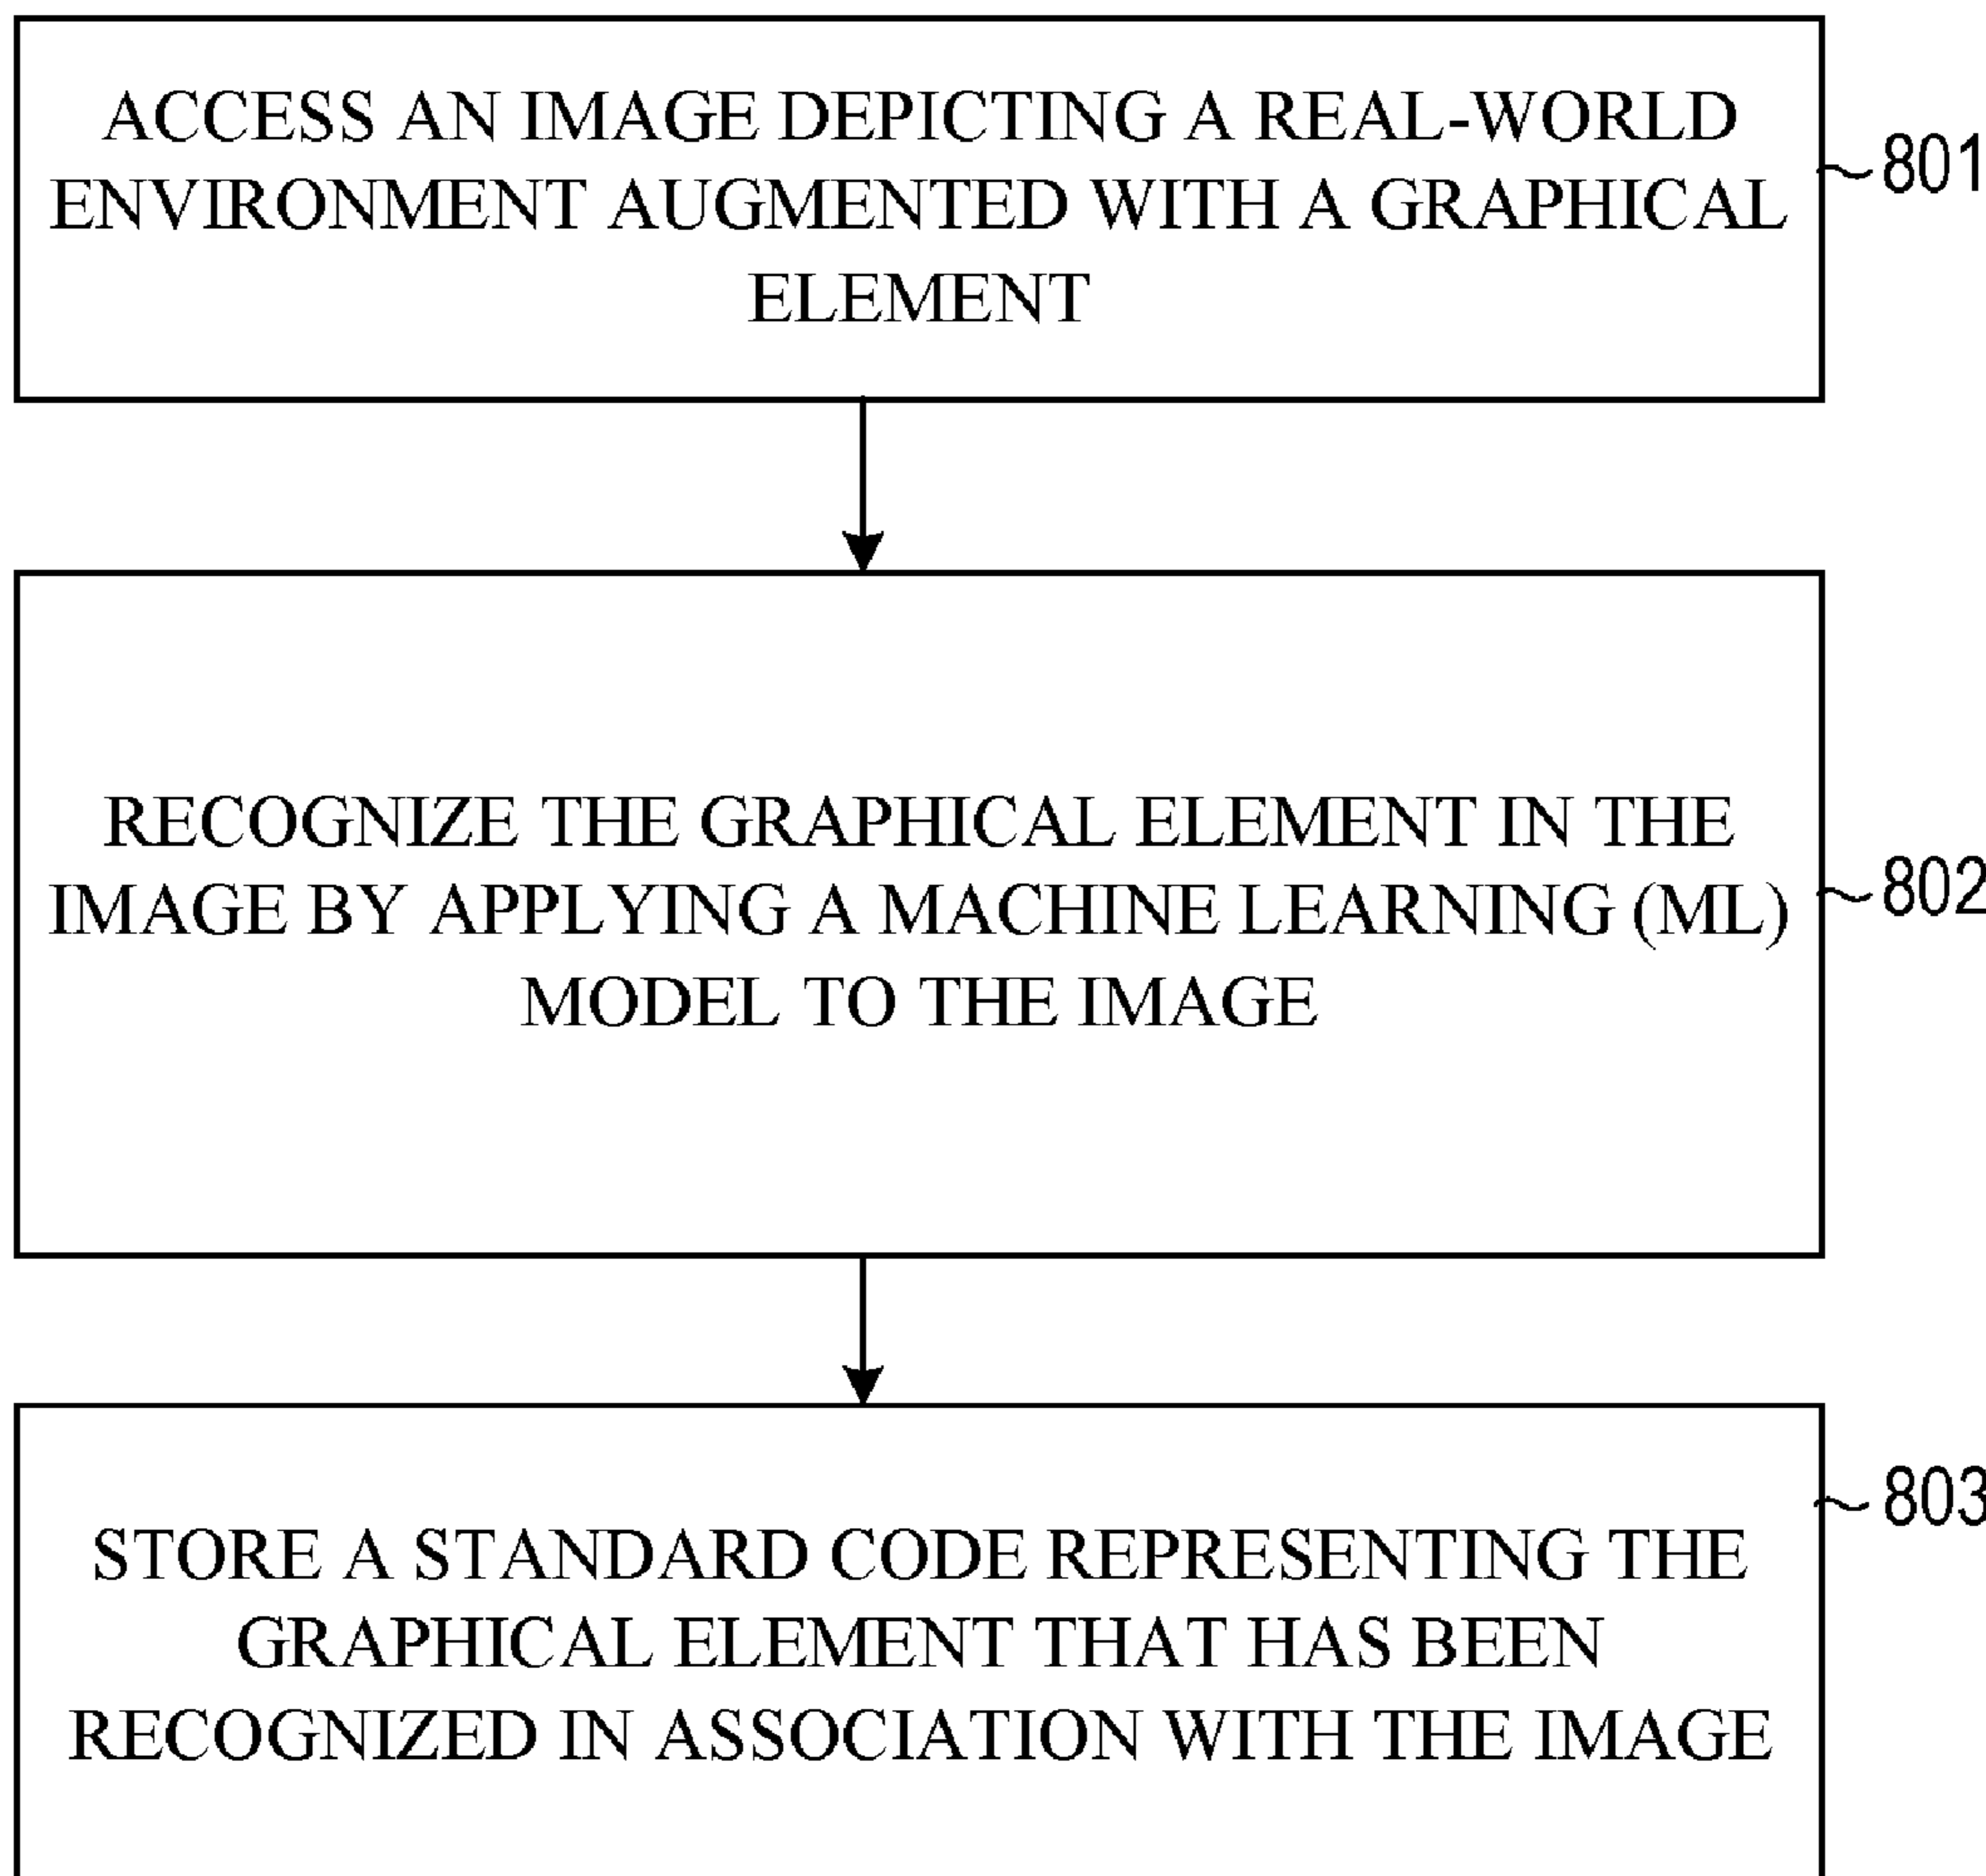 ACCESS AN IMAGE DEPICTING A REAL-WORLD
ENVIRONMENT AUGMENTED WITH A GRAPHICAL
ELEMENT
801
RECOGNIZE THE GRAPHICAL ELEMENT IN THE
IMAGE BY APPLYING A MACHINE LEARNING (ML)
MODEL TO THE IMAGE
802
STORE A STANDARD CODE REPRESENTING THE
GRAPHICAL ELEMENT THAT HAS BEEN
RECOGNIZED IN ASSOCIATION WITH THE IMAGE
803